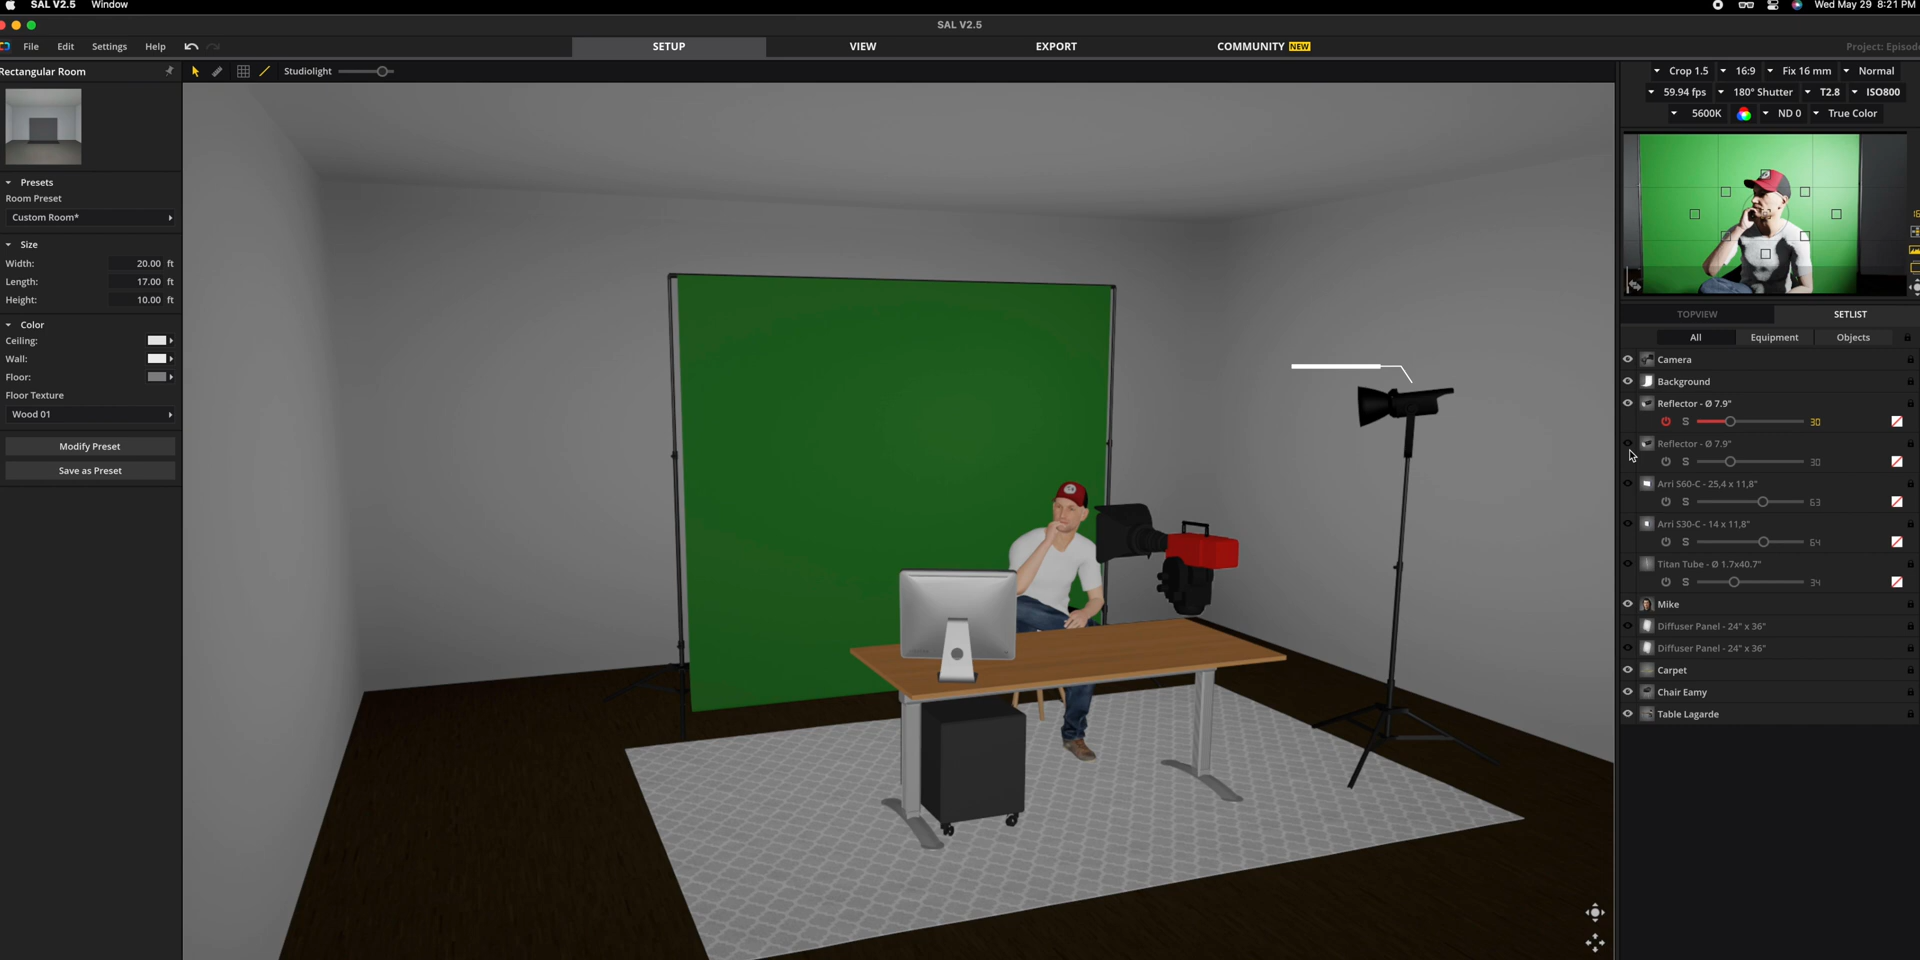 SAL V2.5 Window Wed May 29 8:21 PM
SAL V2.5
File Edit Settings Help SETUP VIEW EXPORT COMMUNITY NEW Project: Episode
Rectangular Room
Studiolight
Crop 1.5 16:9 Fix 16 mm Normal
59.94 fps 180° Shutter T2.8 ISO800
5600K ND 0 True Color
Presets
Room Preset
Custom Room*
Size
Width: 20.00 ft
Length: 17.00 ft
Height: 10.00 ft
Color
Ceiling:
Wall:
Floor:
Floor Texture
Wood 01
Modify Preset
Save as Preset
TOPVIEW SETLIST
All Equipment Objects
Camera
Background
Reflector - Ø 7.9"
S 30
Reflector - Ø 7.9"
S 30
Arri S60-C - 25,4 x 11,8"
S 63
Arri S30-C - 14 x 11,8"
S 64
Titan Tube - Ø 1.7x40.7"
S 34
Mike
Diffuser Panel - 24" x 36"
Diffuser Panel - 24" x 36"
Carpet
Chair Eamy
Table Lagarde